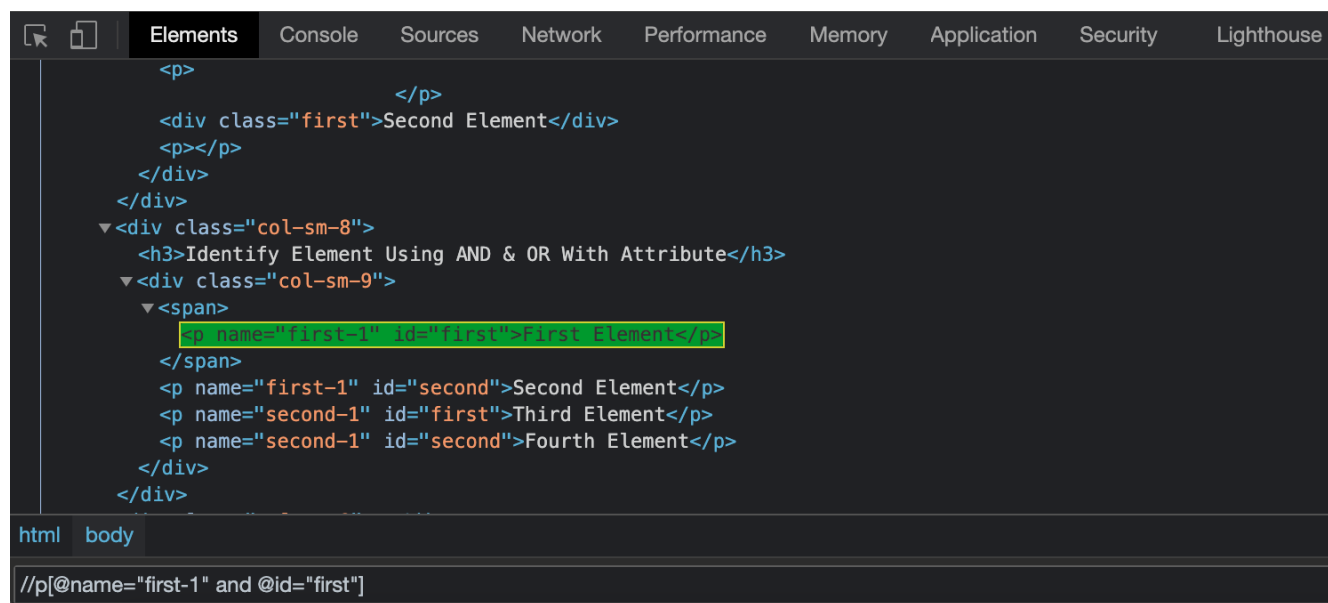 Elements Console Sources Network Performance Memory Application Security Lighthouse
<p>
</p>
<div class="first">Second Element</div>
<p></p>
</div>
</div>
<div class="col-sm-8">
<h3>Identify Element Using AND & OR With Attribute</h3>
<div class="col-sm-9">
<span>
<p name="first-1" id="first">First Element</p>
</span>
<p name="first-1" id="second">Second Element</p>
<p name="second-1" id="first">Third Element</p>
<p name="second-1" id="second">Fourth Element</p>
</div>
</div>
html body
//p[@name="first-1" and @id="first"]